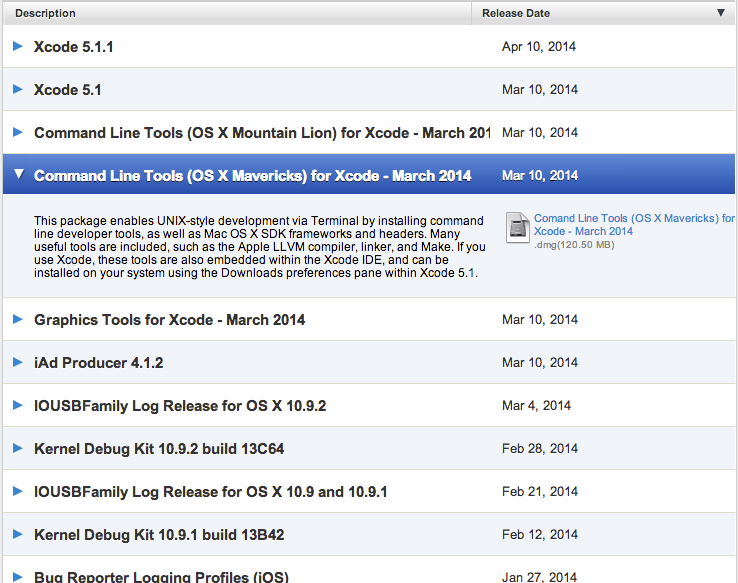 Description Release Date
Xcode 5.1.1 Apr 10, 2014
Xcode 5.1 Mar 10, 2014
Command Line Tools (OS X Mountain Lion) for Xcode - March 201 Mar 10, 2014
Command Line Tools (OS X Mavericks) for Xcode - March 2014 Mar 10, 2014
This package enables UNIX-style development via Terminal by installing command
line developer tools, as well as Mac OS X SDK frameworks and headers. Many
useful tools are included, such as the Apple LLVM compiler, linker, and Make. If you
use Xcode, these tools are also embedded within the Xcode IDE, and can be
installed on your system using the Downloads preferences pane within Xcode 5.1.
Comand Line Tools (OS X Mavericks) for
Xcode - March 2014
.dmg(120.50 MB)
Graphics Tools for Xcode - March 2014 Mar 10, 2014
iAd Producer 4.1.2 Mar 10, 2014
IOUSBFamily Log Release for OS X 10.9.2 Mar 4, 2014
Kernel Debug Kit 10.9.2 build 13C64 Feb 28, 2014
IOUSBFamily Log Release for OS X 10.9 and 10.9.1 Feb 21, 2014
Kernel Debug Kit 10.9.1 build 13B42 Feb 12, 2014
Bug Reporter Logging Profiles (iOS) Jan 27, 2014